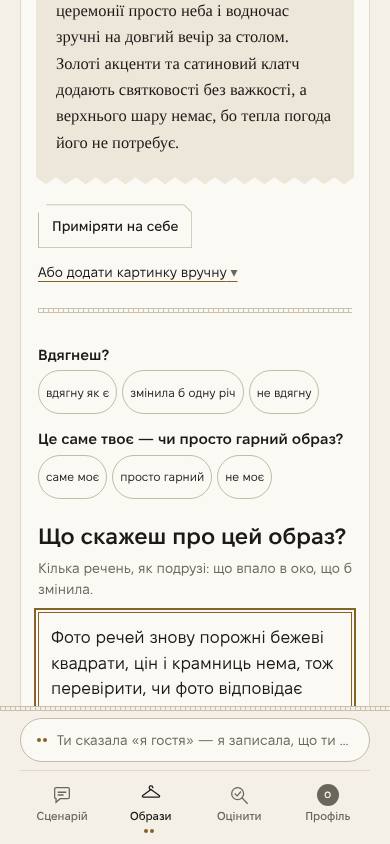 церемонії просто неба і водночас
зручні на довгий вечір за столом.
Золоті акценти та сатиновий клатч
додають святковості без важкості, а
верхнього шару немає, бо тепла погода
його не потребує.
Приміряти на себе
Або додати картинку вручну ▾
Вдягнеш?
вдягну як є
змінила б одну річ
не вдягну
Це саме твоє — чи просто гарний образ?
саме моє
просто гарний
не моє
Що скажеш про цей образ?
Кілька речень, як подрузі: що впало в око, що б
змінила.
Фото речей знову порожні бежеві
квадрати, цін і крамниць нема, тож
перевірити, чи фото відповідає
Ти сказала «я гостя» — я записала, що ти ...
Сценарій
Образи
Оцінити
О
Профіль